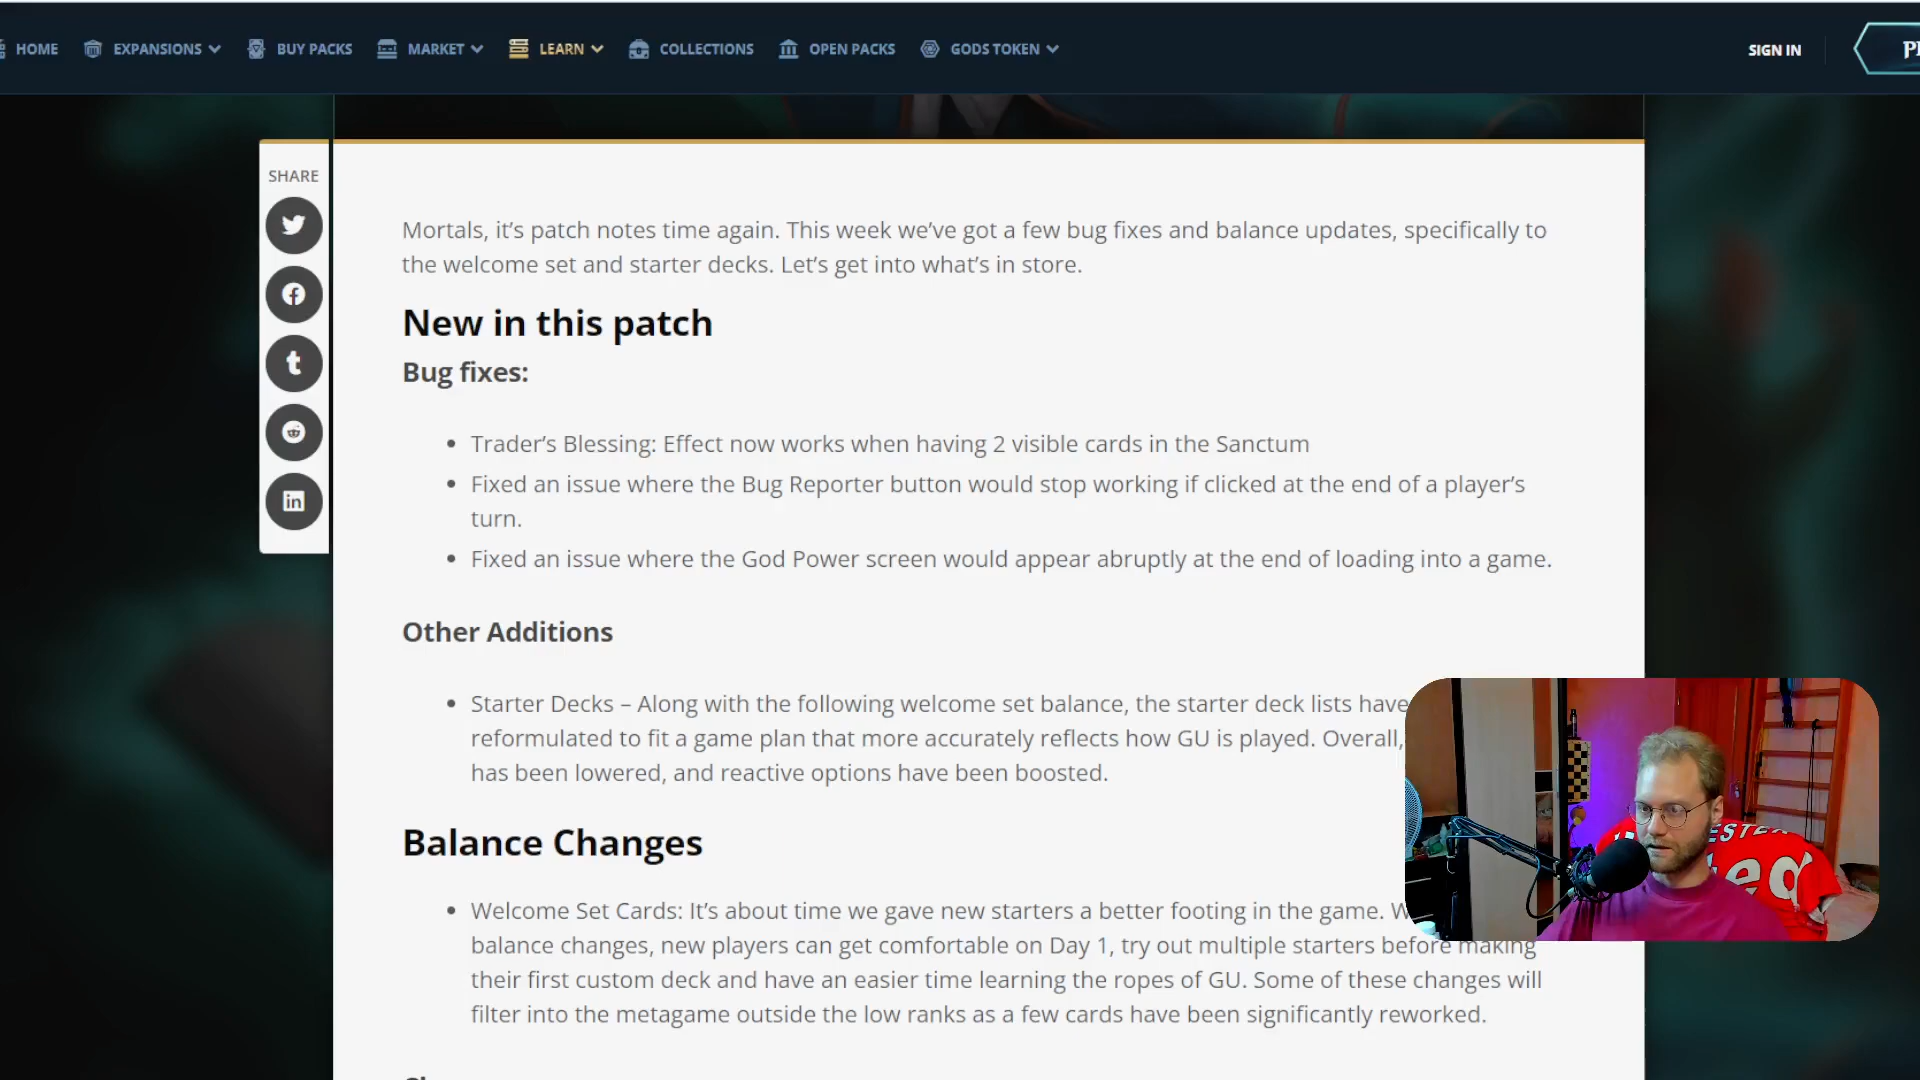 HOME EXPANSIONS BUY PACKS MARKET LEARN COLLECTIONS OPEN PACKS GODS TOKEN SIGN IN
SHARE
Mortals, it's patch notes time again. This week we've got a few bug fixes and balance updates, specifically to
the welcome set and starter decks. Let's get into what's in store.
New in this patch
Bug fixes:
• Trader's Blessing: Effect now works when having 2 visible cards in the Sanctum
• Fixed an issue where the Bug Reporter button would stop working if clicked at the end of a player's
turn.
• Fixed an issue where the God Power screen would appear abruptly at the end of loading into a game.
Other Additions
• Starter Decks – Along with the following welcome set balance, the starter deck lists have
reformulated to fit a game plan that more accurately reflects how GU is played. Overall,
has been lowered, and reactive options have been boosted.
Balance Changes
• Welcome Set Cards: It's about time we gave new starters a better footing in the game.
balance changes, new players can get comfortable on Day 1, try out multiple starters before making
their first custom deck and have an easier time learning the ropes of GU. Some of these changes will
filter into the metagame outside the low ranks as a few cards have been significantly reworked.